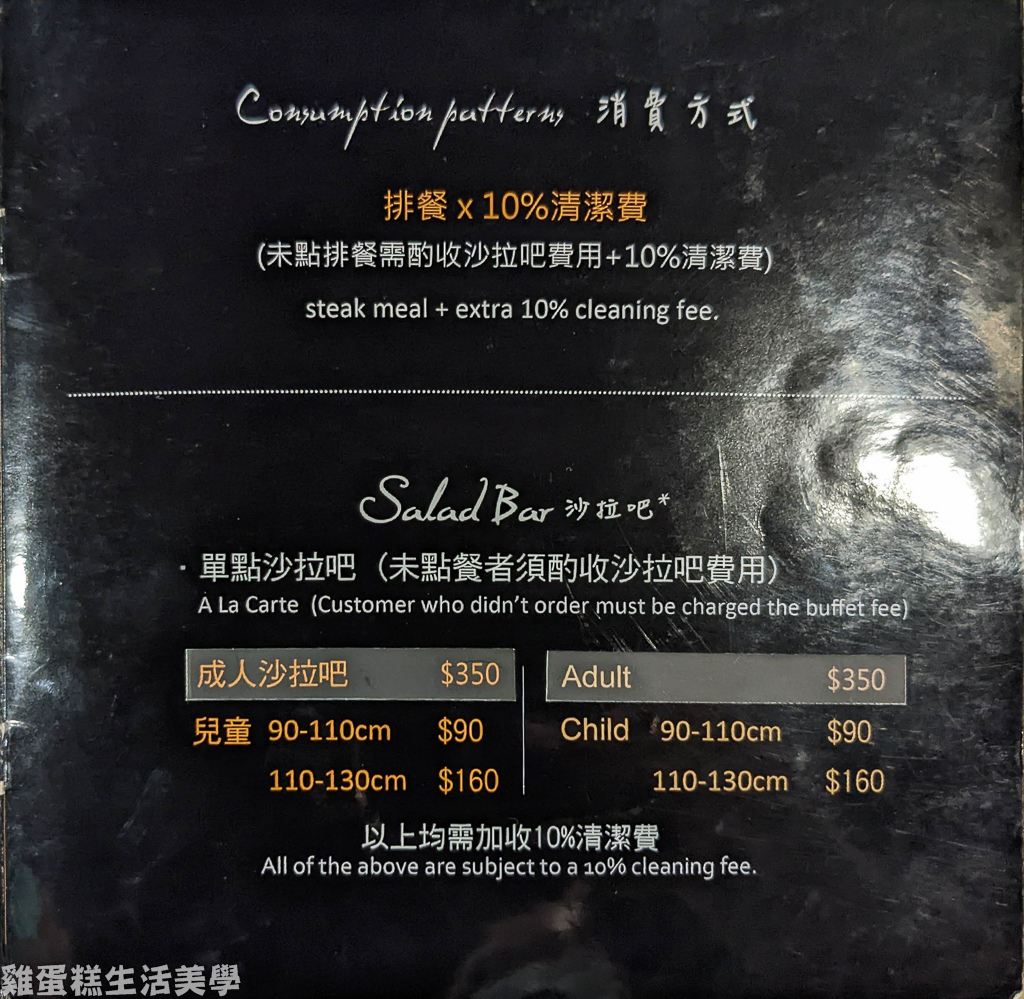 Consumption patterns 消費方式
排餐 x 10%清潔費
(未點排餐需酌收沙拉吧費用+10%清潔費)
steak meal + extra 10% cleaning fee.
Salad Bar 沙拉吧*
· 單點沙拉吧（未點餐者須酌收沙拉吧費用）
A La Carte (Customer who didn't order must be charged the buffet fee)
成人沙拉吧 $350 Adult $350
兒童 90-110cm $90 Child 90-110cm $90
110-130cm $160 110-130cm $160
以上均需加收10%清潔費
All of the above are subject to a 10% cleaning fee.
雞蛋糕生活美學